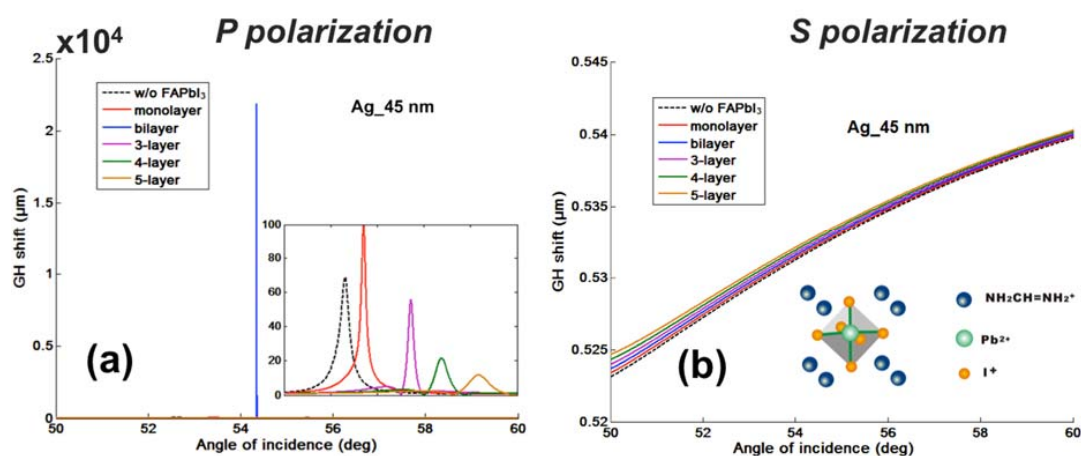 P polarization
x10⁴
2.5
2
1.5
1
0.5
0
50
52
54
56
58
60
GH shift (μm)
Angle of incidence (deg)
w/o FAPbI₃
monolayer
bilayer
3-layer
4-layer
5-layer
Ag_45 nm
100
80
60
40
20
0
56
57
58
59
(a)
S polarization
0.545
0.54
0.535
0.53
0.525
0.52
50
52
54
56
58
60
GH shift (μm)
Angle of incidence (deg)
w/o FAPbI₃
monolayer
bilayer
3-layer
4-layer
5-layer
Ag_45 nm
(b)
NH₂CH=NH₂⁺
Pb²⁺
I⁺